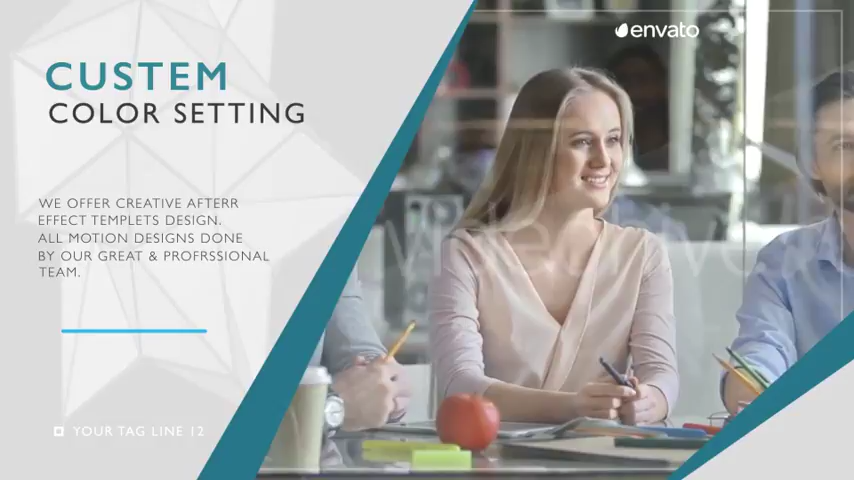 envato
CUSTEM
COLOR SETTING
WE OFFER CREATIVE AFTERR
EFFECT TEMPLETS DESIGN.
ALL MOTION DESIGNS DONE
BY OUR GREAT & PROFRSSIONAL
TEAM.
videohive
YOUR TAG LINE 12